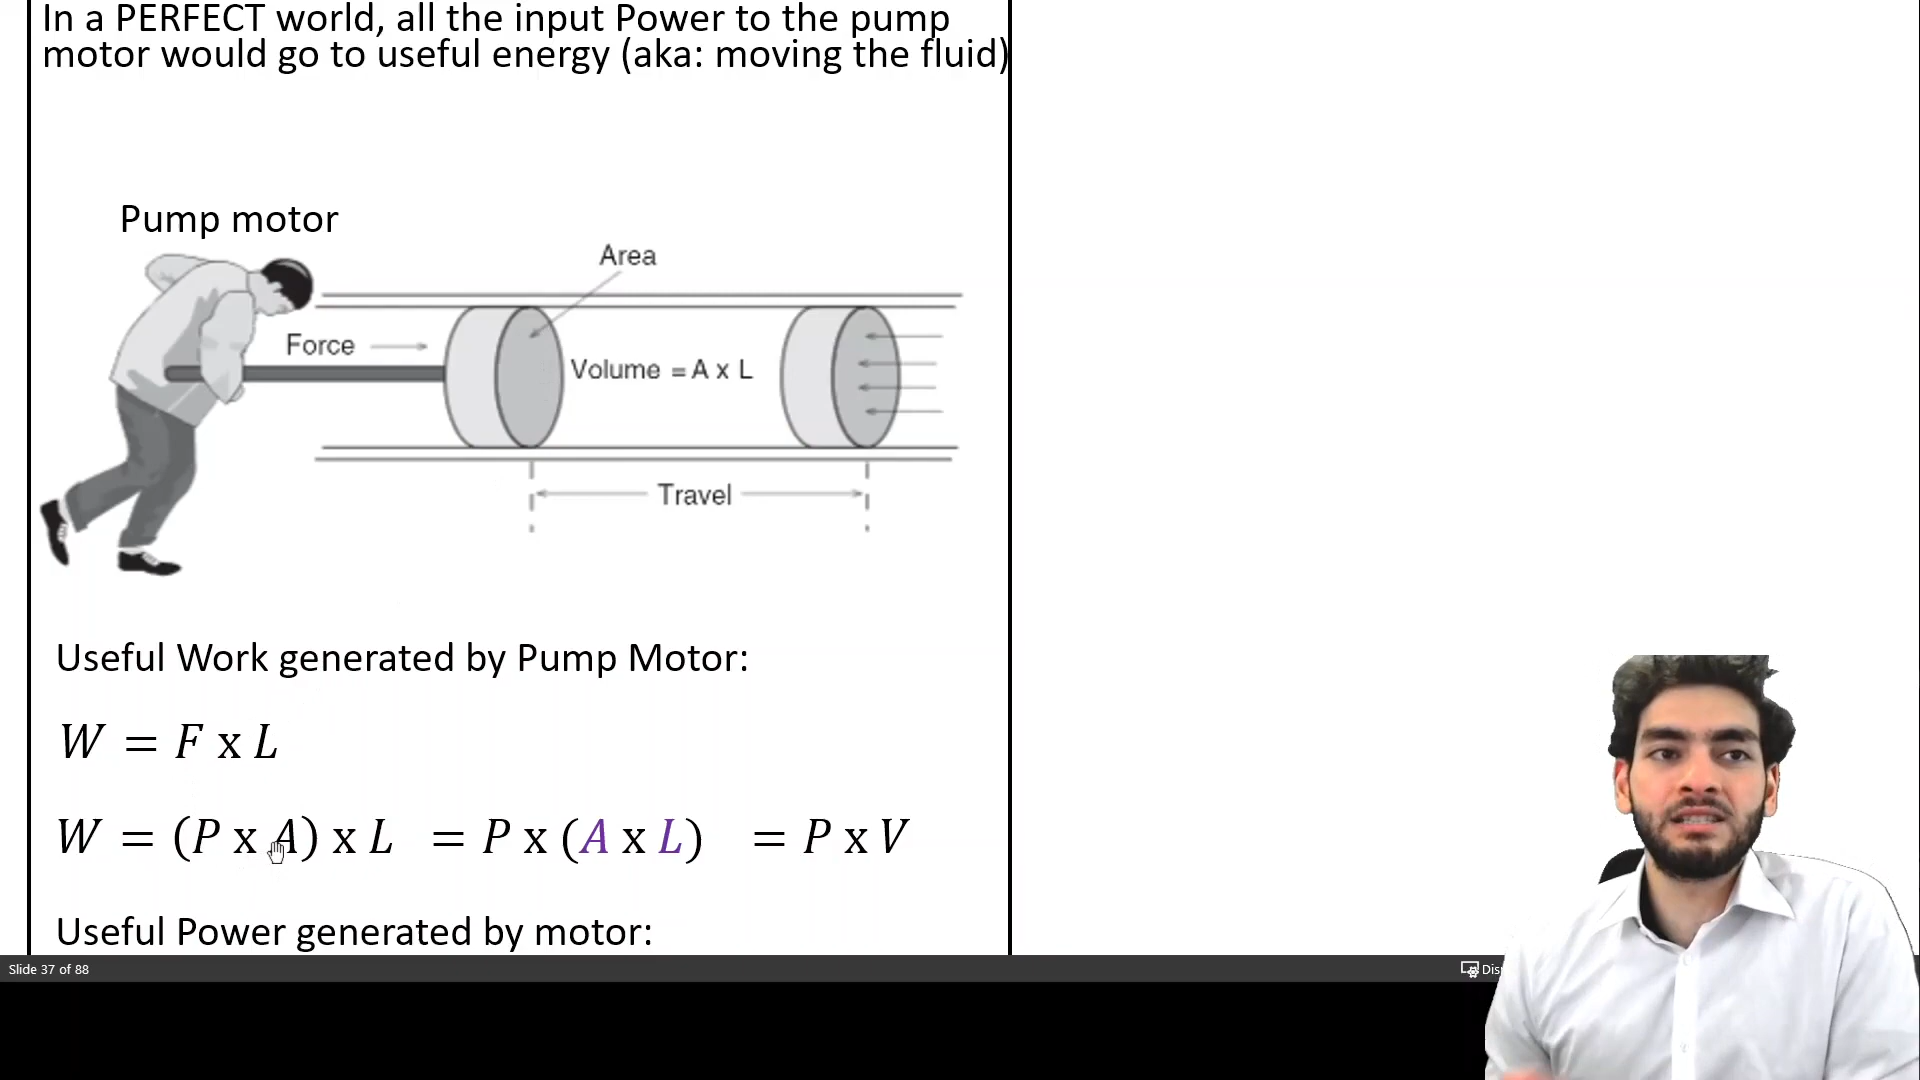 In a PERFECT world, all the input Power to the pump
motor would go to useful energy (aka: moving the fluid)
Pump motor
Area
Force
Volume = A x L
Travel
Useful Work generated by Pump Motor:
W = F x L
W = (P x A) x L = P x (A x L) = P x V
Useful Power generated by motor:
Slide 37 of 88